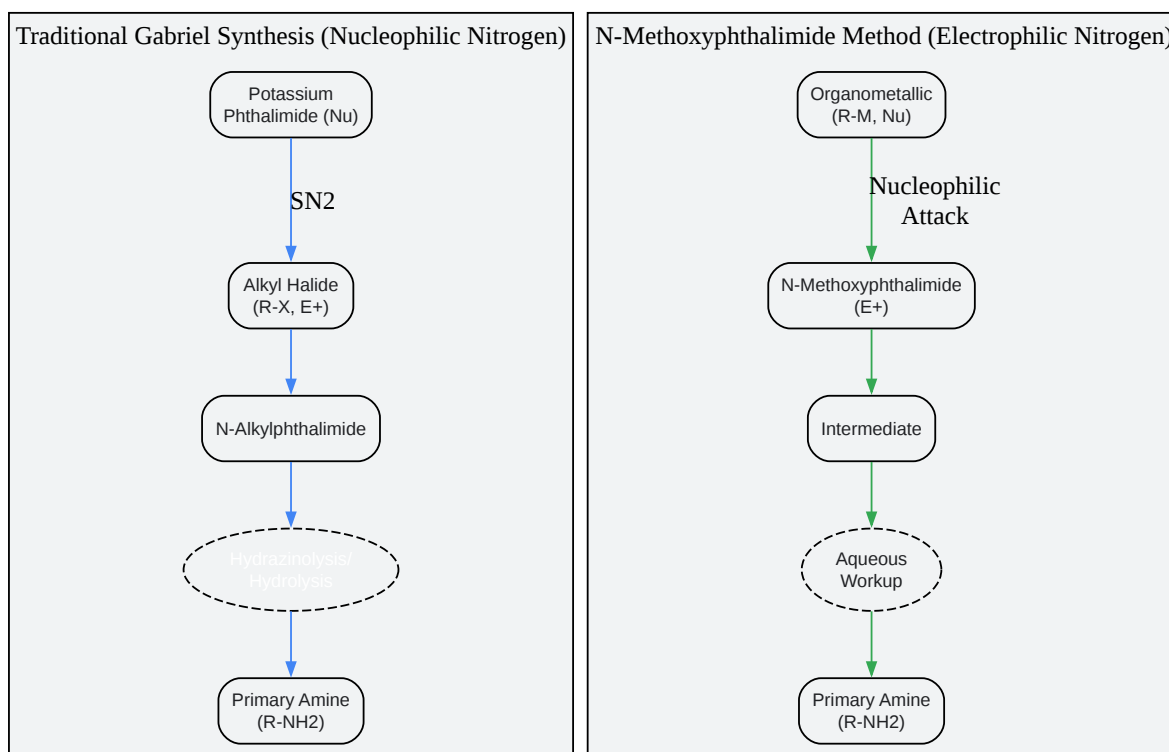 Traditional Gabriel Synthesis (Nucleophilic Nitrogen)
Potassium
Phthalimide (Nu)
SN2
Alkyl Halide
(R-X, E+)
N-Alkylphthalimide
Hydrazinolysis/
Hydrolysis
Primary Amine
(R-NH2)
N-Methoxyphthalimide Method (Electrophilic Nitrogen)
Organometallic
(R-M, Nu)
Nucleophilic
Attack
N-Methoxyphthalimide
(E+)
Intermediate
Aqueous
Workup
Primary Amine
(R-NH2)